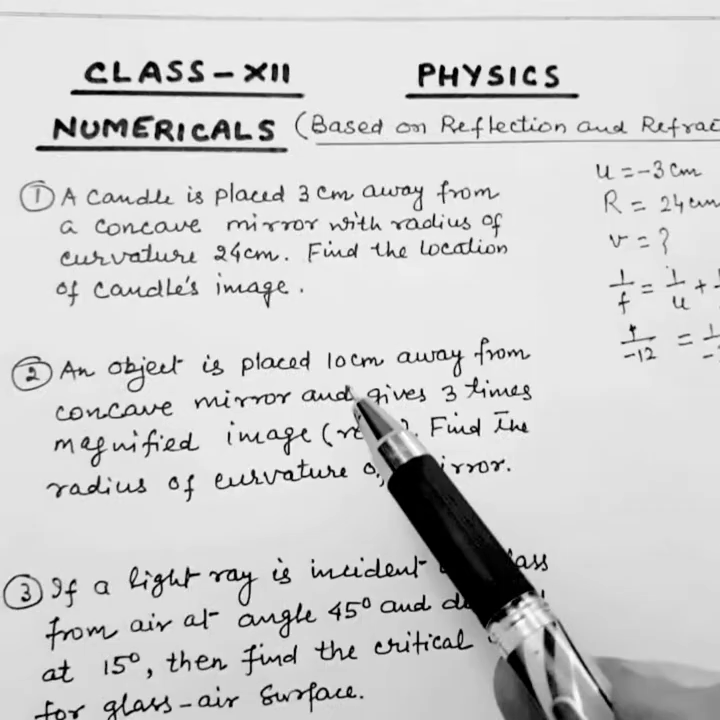 CLASS-XII PHYSICS
NUMERICALS (Based on Reflection and
① A Candle is placed 3 cm away from
a concave mirror with radius of
curvature 24cm. Find the location
of candle's image.
u = -3 cm
R = 24 cm
v = ?
1/f = 1/u +
1/-12 =
② An object is placed 10cm away from
concave mirror and gives 3 times
magnified image ( ). Find the
radius of curvature mirror.
③ If a light ray is incident
from air at angle 45° and
at 15°, then find the critical
for glass-air surface.